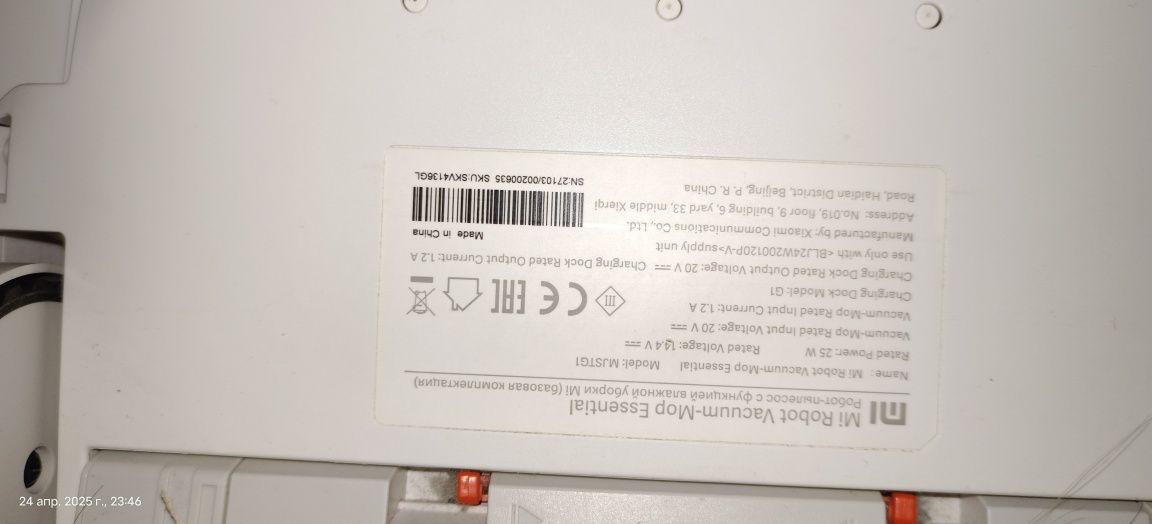 MI Mi Robot Vacuum-Mop Essential
Робот-пылесос с функцией влажной уборки Mi (базовая комплектация)
Name: Mi Robot Vacuum-Mop Essential Model: MJSTG1
Rated Power: 25 W Rated Voltage: 14.4 V
Vacuum-Mop Rated Input Voltage: 20 V
Vacuum-Mop Rated Input Current: 1.2 A
Charging Dock Model: G1
Charging Dock Rated Output Voltage: 20 V Charging Dock Rated Output Current: 1.2 A
Use only with <BLJ24W200120P-V>supply unit
Manufactured by: Xiaomi Communications Co., Ltd.
Address: No.019, floor 9, building 6, yard 33, middle Xierqi
Road, Haidian District, Beijing, P. R. China
III CE EAC
Made in China
SN:27103/00200635 SKU:SKV4136GL
24 апр. 2025 г., 23:46